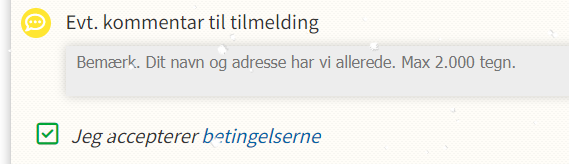 Evt. kommentar til tilmelding
Bemærk. Dit navn og adresse har vi allerede. Max 2.000 tegn.
Jeg accepterer betingelserne